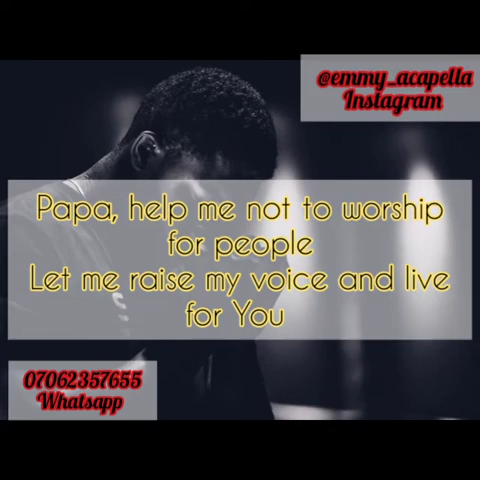 @emmy_acapella
Instagram
Papa, help me not to worship
for people
Let me raise my voice and live
for You
07062357655
Whatsapp